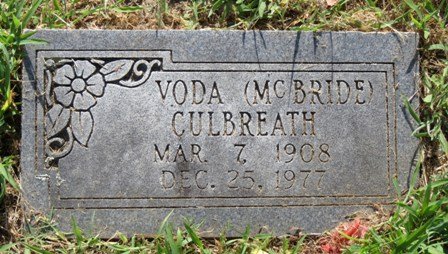 VODA (McBRIDE)
CULBREATH
MAR. 7, 1908
DEC. 25, 1977